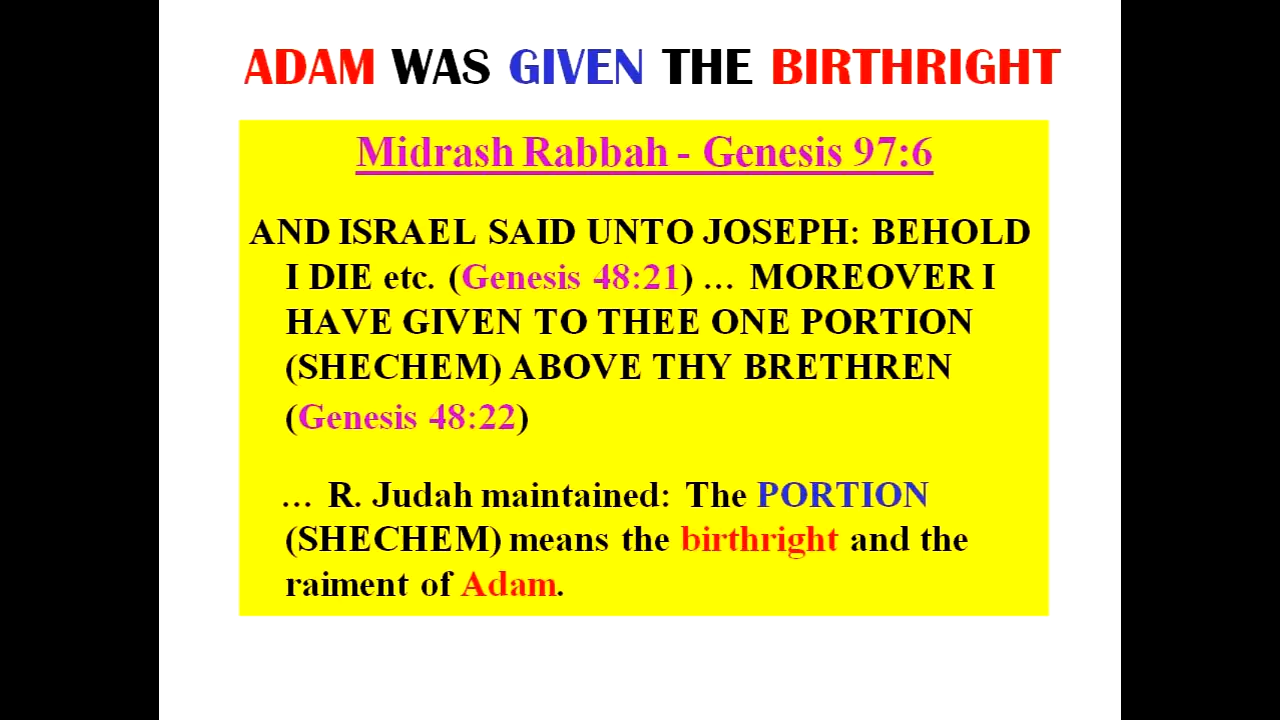 ADAM WAS GIVEN THE BIRTHRIGHT
Midrash Rabbah - Genesis 97:6
AND ISRAEL SAID UNTO JOSEPH: BEHOLD
I DIE etc. (Genesis 48:21) … MOREOVER I
HAVE GIVEN TO THEE ONE PORTION
(SHECHEM) ABOVE THY BRETHREN
(Genesis 48:22)
… R. Judah maintained: The PORTION
(SHECHEM) means the birthright and the
raiment of Adam.